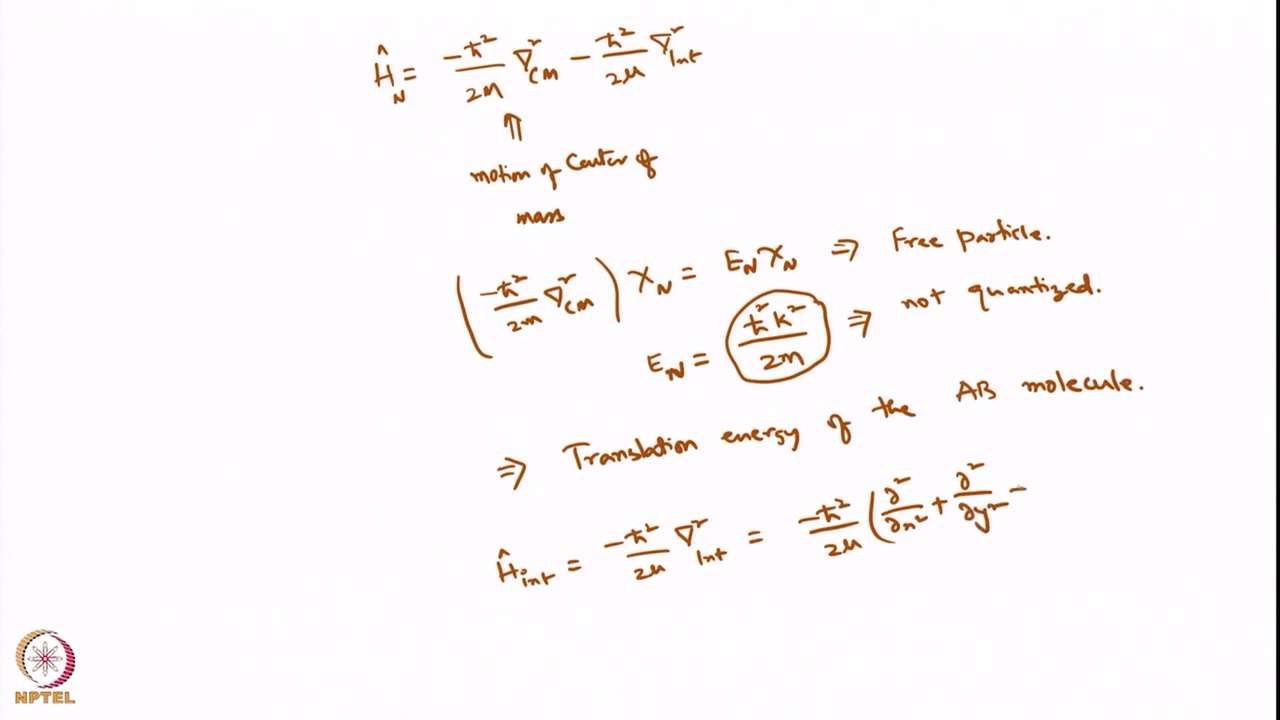 Ĥ_N = -ħ²/2M ∇²_CM - ħ²/2μ ∇²_Int
⇑
motion of Center of
mass
(-ħ²/2M ∇²_CM) χ_N = E_N χ_N ⇒ Free particle.
E_N = ħ²k²/2M ⇒ not quantized.
⇒ Translation energy of the AB molecule.
Ĥ_int = -ħ²/2μ ∇²_Int = -ħ²/2μ (∂²/∂x² + ∂²/∂y² -
NPTEL